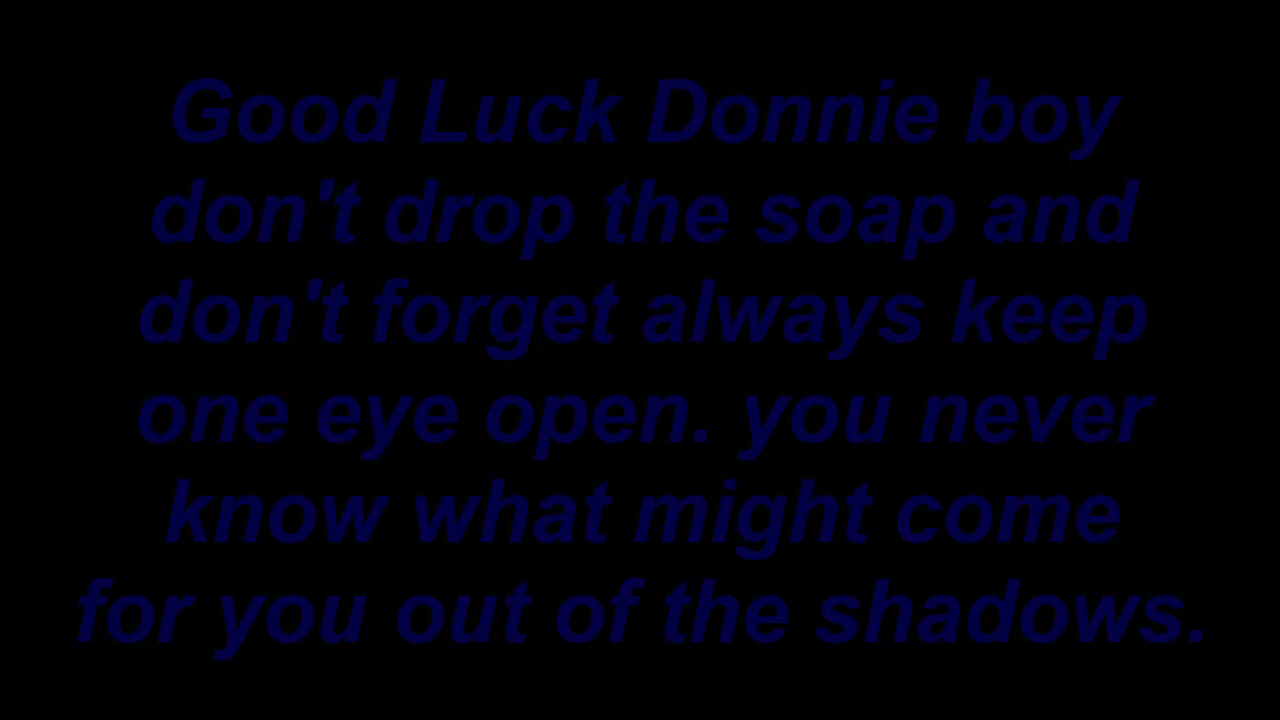 Good Luck Donnie boy
don't drop the soap and
don't forget always keep
one eye open. you never
know what might come
for you out of the shadows.